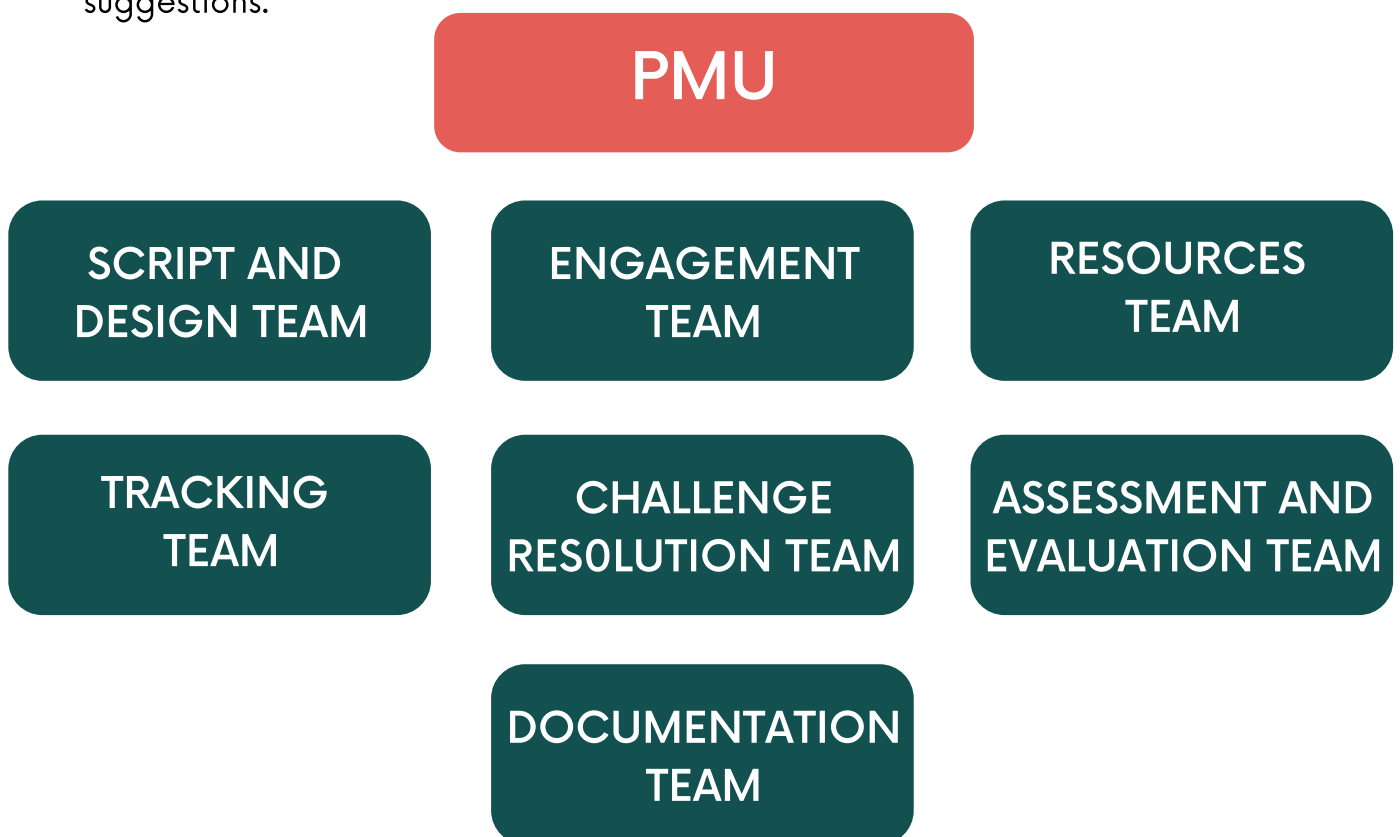 suggestions.
PMU
SCRIPT AND
DESIGN TEAM
ENGAGEMENT
TEAM
RESOURCES
TEAM
TRACKING
TEAM
CHALLENGE
RES0LUTION TEAM
ASSESSMENT AND
EVALUATION TEAM
DOCUMENTATION
TEAM